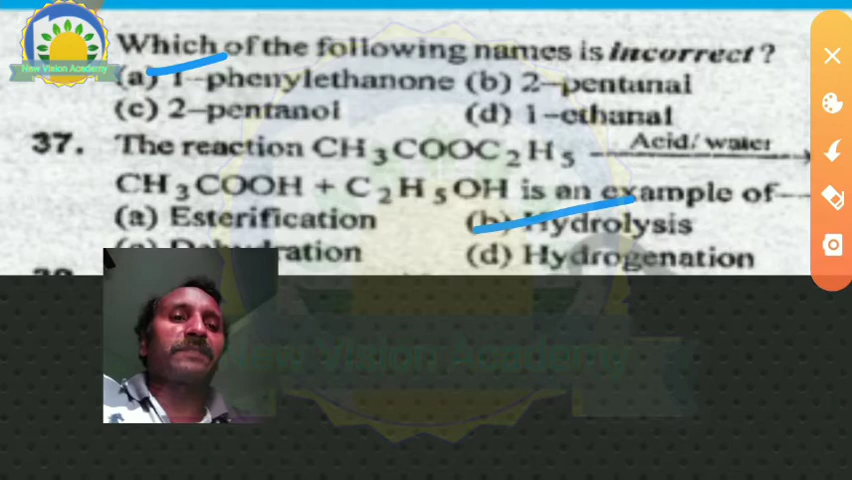 New Vision Academy
Which of the following names is incorrect ?
(a) 1-phenylethanone (b) 2-pentanal
(c) 2-pentanol (d) 1-ethanal
37. The reaction CH₃COOC₂H₅ Acid/ water
CH₃COOH + C₂H₅OH is an example of
(a) Esterification (b) Hydrolysis
(d) Hydrogenation
New Vision Academy